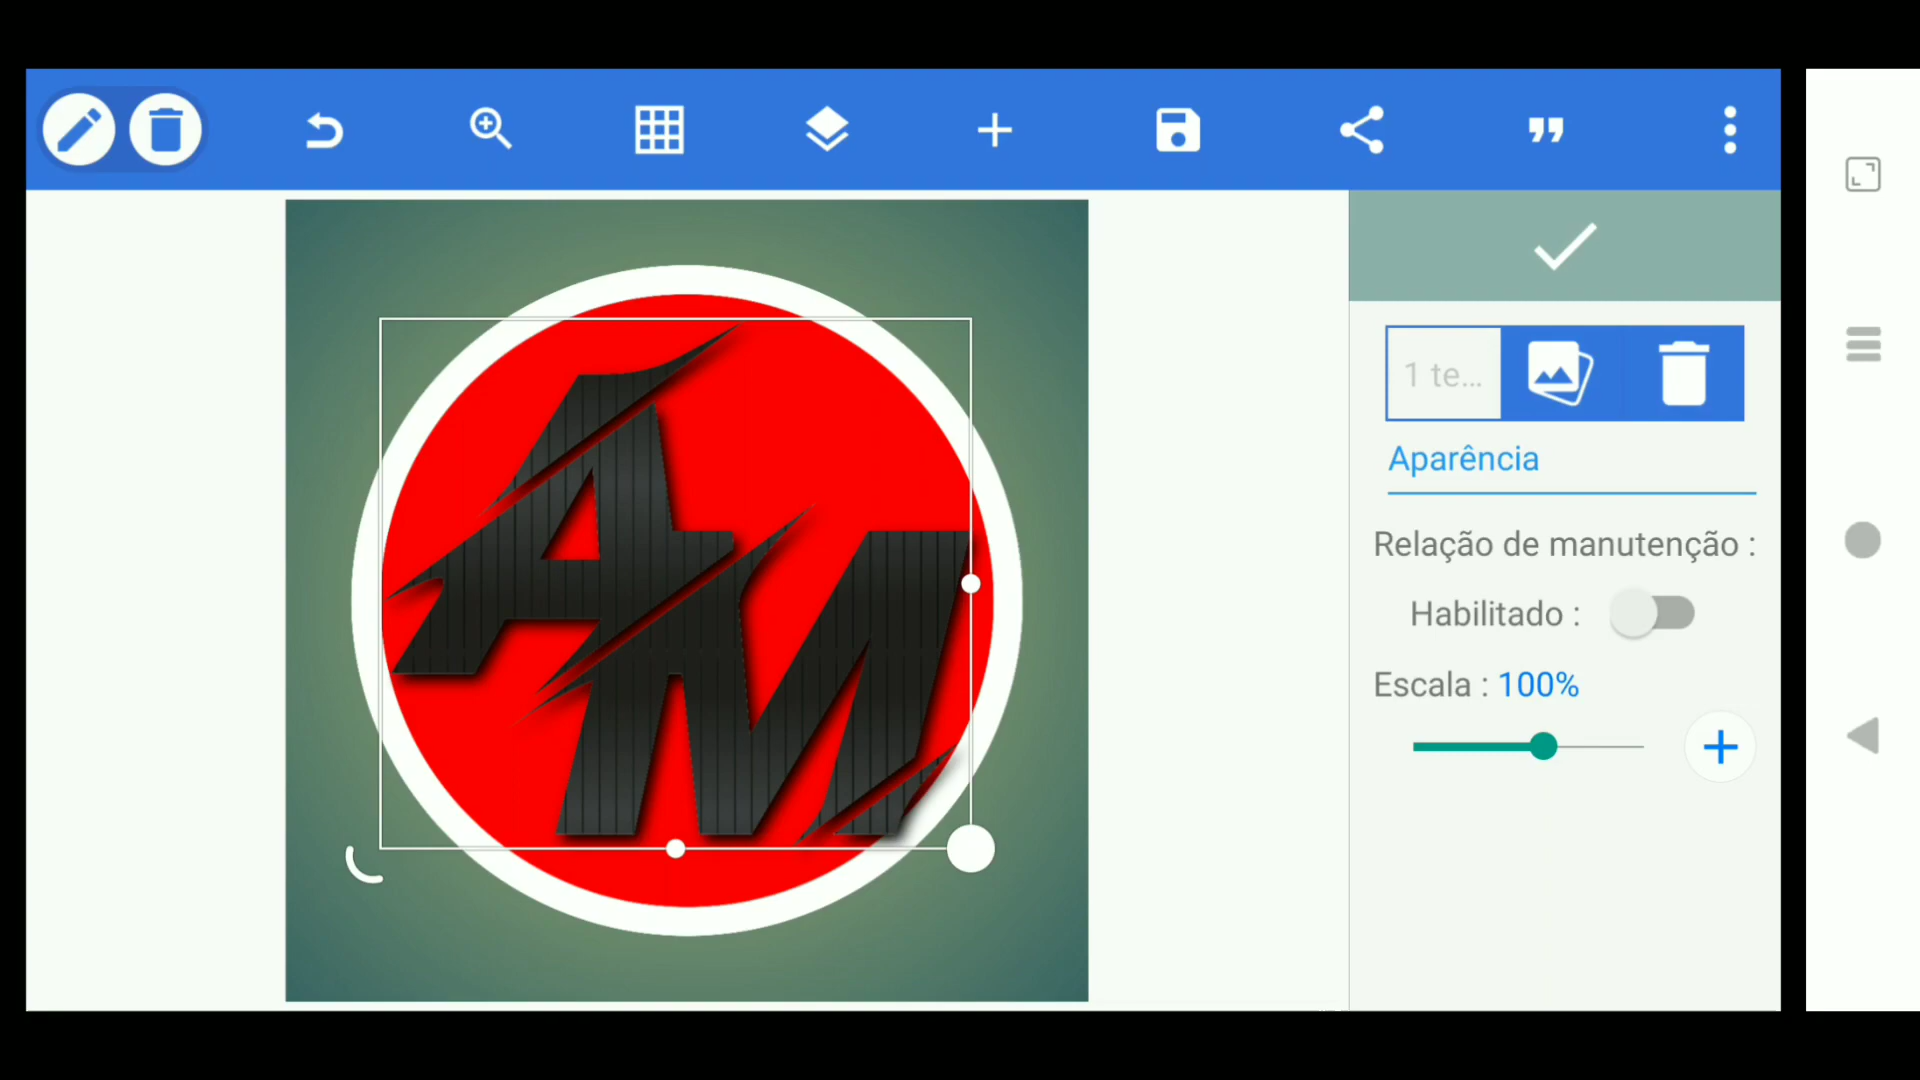 AM
1 te...
Aparência
Relação de manutenção :
Habilitado :
Escala : 100%